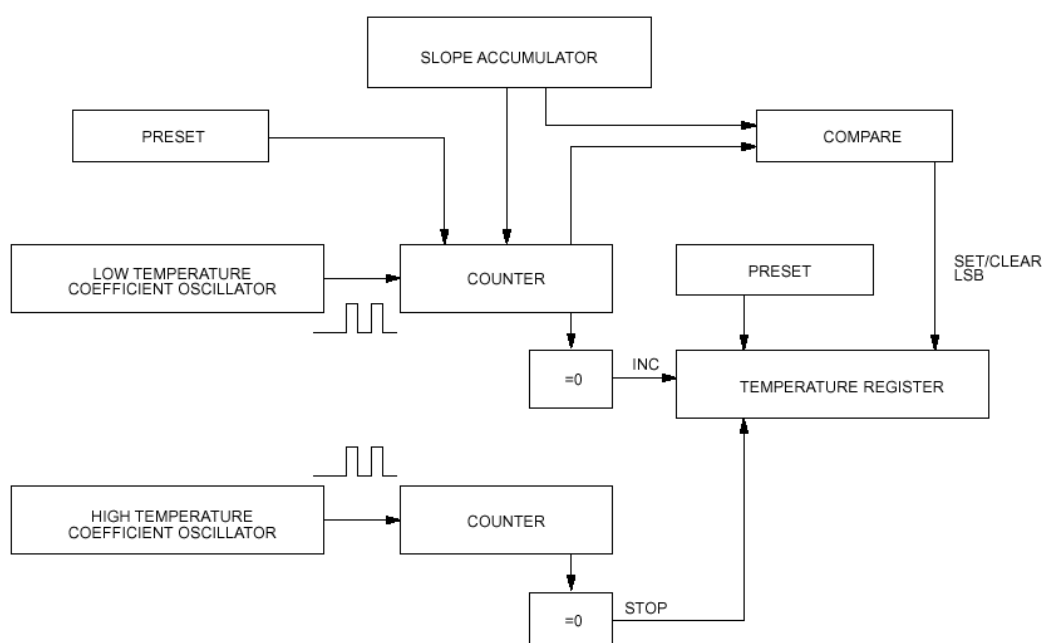 SLOPE ACCUMULATOR
PRESET
COMPARE
LOW TEMPERATURE
COEFFICIENT OSCILLATOR
COUNTER
PRESET
SET/CLEAR
LSB
=0
INC
TEMPERATURE REGISTER
HIGH TEMPERATURE
COEFFICIENT OSCILLATOR
COUNTER
=0
STOP